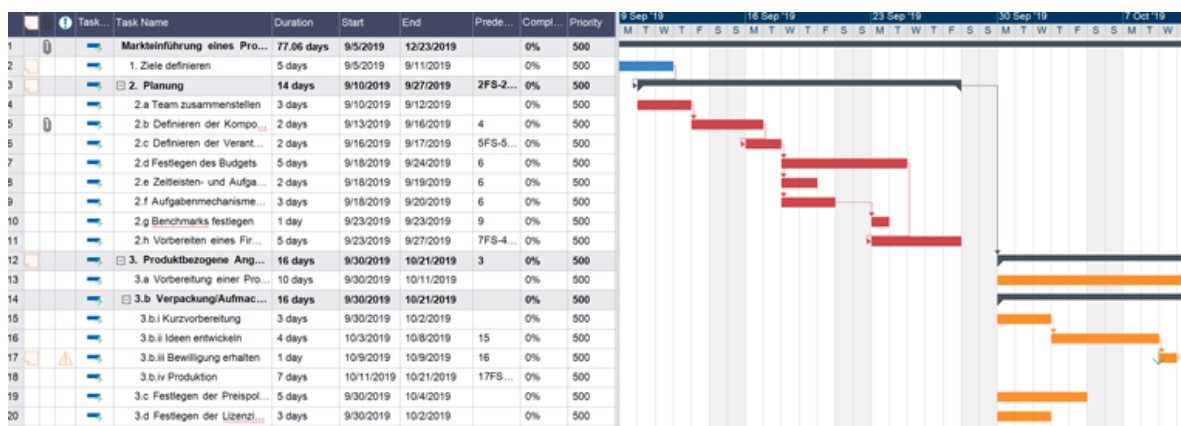 Task... Task Name Duration Start End Prede... Compl... Priority 9 Sep '19 16 Sep '19 23 Sep '19 30 Sep '19 7 Oct '19
M T W T F S S M T W T F S S M T W T F S S M T W T F S S M T W
1 Markteinführung eines Pro... 77.06 days 9/5/2019 12/23/2019 0% 500
2 1. Ziele definieren 5 days 9/5/2019 9/11/2019 0% 500
3 2. Planung 14 days 9/10/2019 9/27/2019 2FS-2... 0% 500
4 2.a Team zusammenstellen 3 days 9/10/2019 9/12/2019 0% 500
5 2.b Definieren der Kompo... 2 days 9/13/2019 9/16/2019 4 0% 500
6 2.c Definieren der Verant... 2 days 9/16/2019 9/17/2019 5FS-5... 0% 500
7 2.d Festlegen des Budgets 5 days 9/18/2019 9/24/2019 6 0% 500
8 2.e Zeitleisten- und Aufga... 2 days 9/18/2019 9/19/2019 6 0% 500
9 2.f Aufgabenmechanisme... 3 days 9/18/2019 9/20/2019 6 0% 500
10 2.g Benchmarks festlegen 1 day 9/23/2019 9/23/2019 9 0% 500
11 2.h Vorbereiten eines Fir... 5 days 9/23/2019 9/27/2019 7FS-4... 0% 500
12 3. Produktbezogene Ang... 16 days 9/30/2019 10/21/2019 3 0% 500
13 3.a Vorbereitung einer Pro... 10 days 9/30/2019 10/11/2019 0% 500
14 3.b Verpackung/Aufmac... 16 days 9/30/2019 10/21/2019 0% 500
15 3.b.i Kurzvorbereitung 3 days 9/30/2019 10/2/2019 0% 500
16 3.b.ii Ideen entwickeln 4 days 10/3/2019 10/8/2019 15 0% 500
17 3.b.iii Bewilligung erhalten 1 day 10/9/2019 10/9/2019 16 0% 500
18 3.b.iv Produktion 7 days 10/11/2019 10/21/2019 17FS... 0% 500
19 3.c Festlegen der Preispol... 5 days 9/30/2019 10/4/2019 0% 500
20 3.d Festlegen der Lizenzi... 3 days 9/30/2019 10/2/2019 0% 500